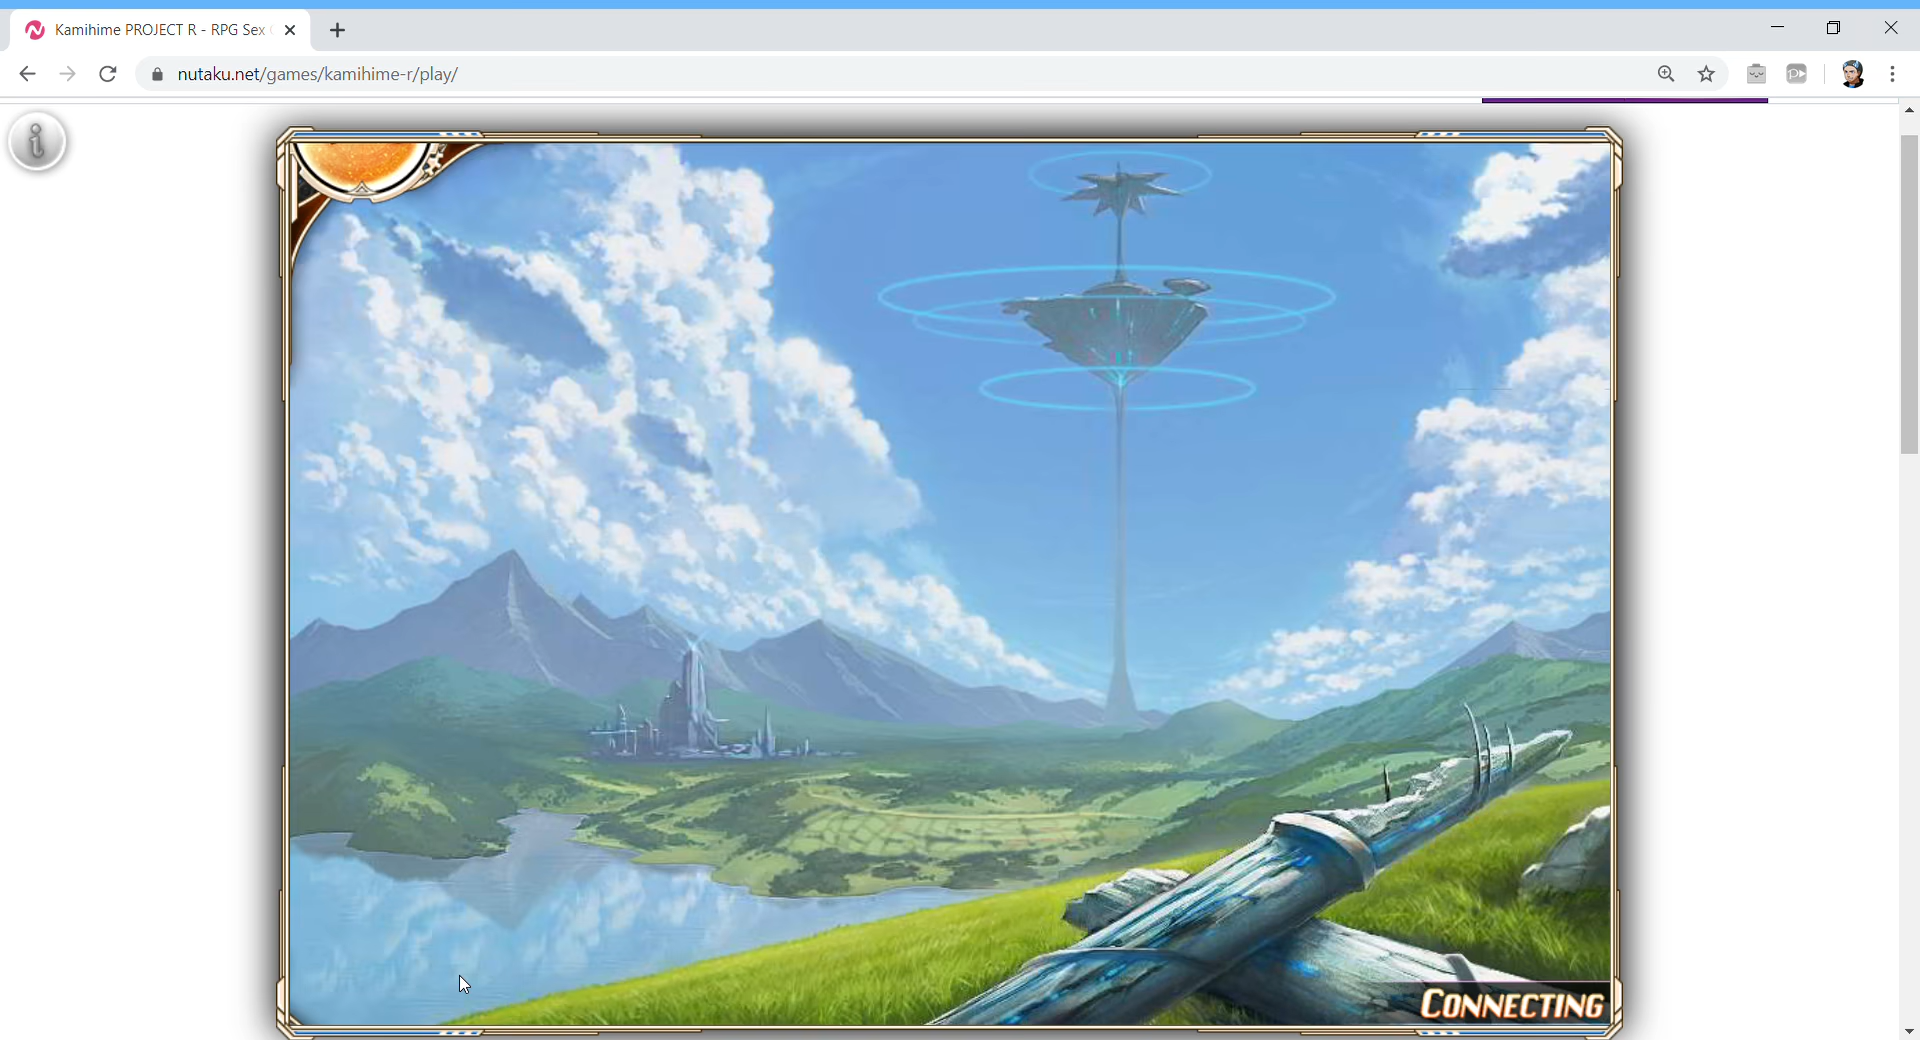 Kamihime PROJECT R - RPG Sex
nutaku.net/games/kamihime-r/play/
CONNECTING